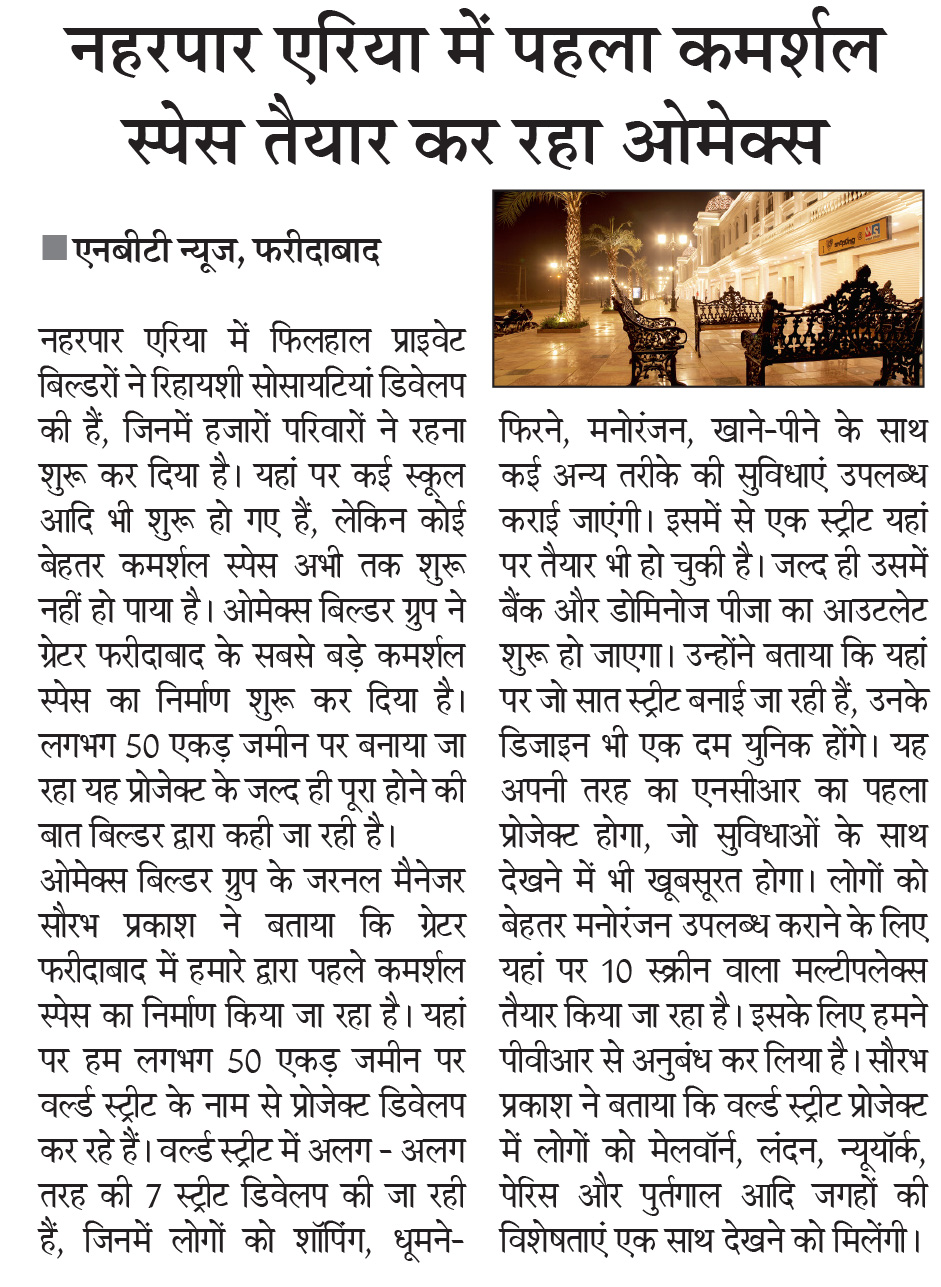 नहरपार एरिया में पहला कमर्शल
स्पेस तैयार कर रहा ओमेक्स
एनबीटी न्यूज, फरीदाबाद
नहरपार एरिया में फिलहाल प्राइवेट
बिल्डरों ने रिहायशी सोसायटियां डिवेलप
की हैं, जिनमें हजारों परिवारों ने रहना
शुरू कर दिया है। यहां पर कई स्कूल
आदि भी शुरू हो गए हैं, लेकिन कोई
बेहतर कमर्शल स्पेस अभी तक शुरू
नहीं हो पाया है। ओमेक्स बिल्डर ग्रुप ने
ग्रेटर फरीदाबाद के सबसे बड़े कमर्शल
स्पेस का निर्माण शुरू कर दिया है।
लगभग 50 एकड़ जमीन पर बनाया जा
रहा यह प्रोजेक्ट के जल्द ही पूरा होने की
बात बिल्डर द्वारा कही जा रही है।
ओमेक्स बिल्डर ग्रुप के जरनल मैनेजर
सौरभ प्रकाश ने बताया कि ग्रेटर
फरीदाबाद में हमारे द्वारा पहले कमर्शल
स्पेस का निर्माण किया जा रहा है। यहां
पर हम लगभग 50 एकड़ जमीन पर
वर्ल्ड स्ट्रीट के नाम से प्रोजेक्ट डिवेलप
कर रहे हैं। वर्ल्ड स्ट्रीट में अलग - अलग
तरह की 7 स्ट्रीट डिवेलप की जा रही
हैं, जिनमें लोगों को शॉपिंग, धूमने-
फिरने, मनोरंजन, खाने-पीने के साथ
कई अन्य तरीके की सुविधाएं उपलब्ध
कराई जाएंगी। इसमें से एक स्ट्रीट यहां
पर तैयार भी हो चुकी है। जल्द ही उसमें
बैंक और डोमिनोज पीजा का आउटलेट
शुरू हो जाएगा। उन्होंने बताया कि यहां
पर जो सात स्ट्रीट बनाई जा रही हैं, उनके
डिजाइन भी एक दम युनिक होंगे। यह
अपनी तरह का एनसीआर का पहला
प्रोजेक्ट होगा, जो सुविधाओं के साथ
देखने में भी खूबसूरत होगा। लोगों को
बेहतर मनोरंजन उपलब्ध कराने के लिए
यहां पर 10 स्क्रीन वाला मल्टीपलेक्स
तैयार किया जा रहा है। इसके लिए हमने
पीवीआर से अनुबंध कर लिया है। सौरभ
प्रकाश ने बताया कि वर्ल्ड स्ट्रीट प्रोजेक्ट
में लोगों को मेलवॉर्न, लंदन, न्यूयॉर्क,
पेरिस और पुर्तगाल आदि जगहों की
विशेषताएं एक साथ देखने को मिलेंगी।